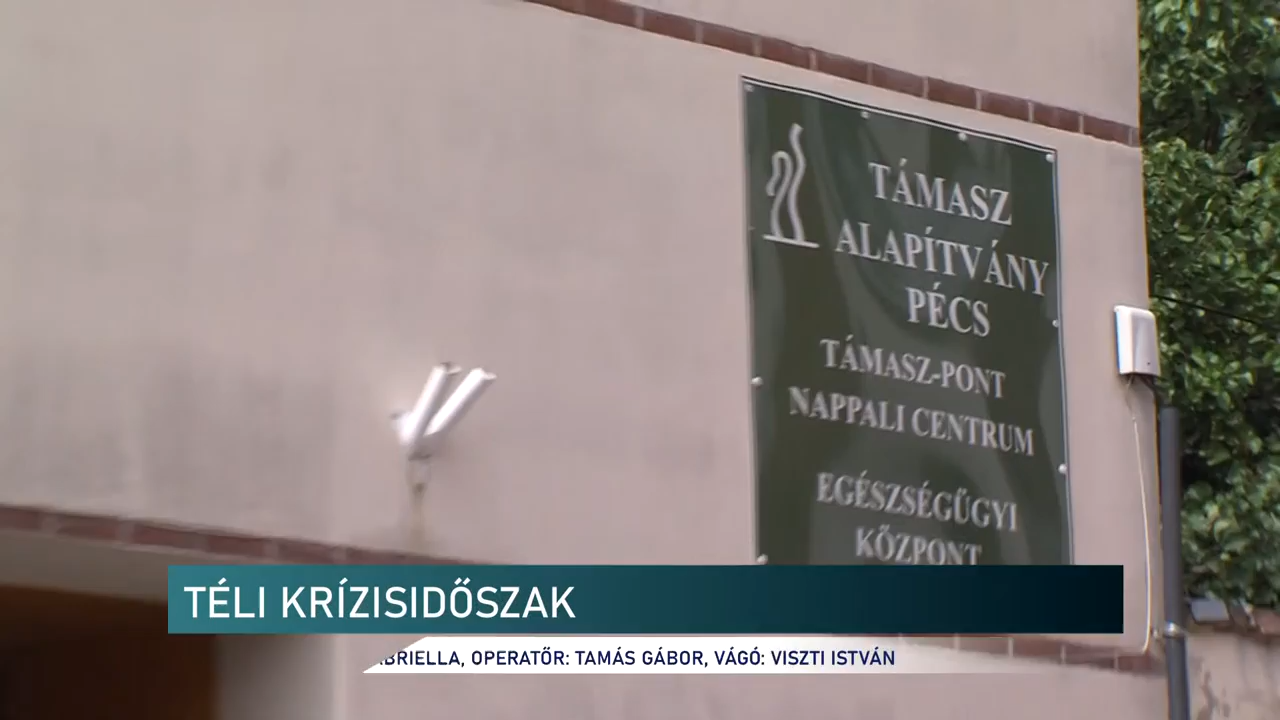 TÁMASZ
ALAPÍTVÁNY
PÉCS
TÁMASZ-PONT
NAPPALI CENTRUM
EGÉSZSÉGÜGYI
KÖZPONT
TÉLI KRÍZISIDŐSZAK
OPERATŐR: TAMÁS GÁBOR, VÁGÓ: VISZTI ISTVÁN